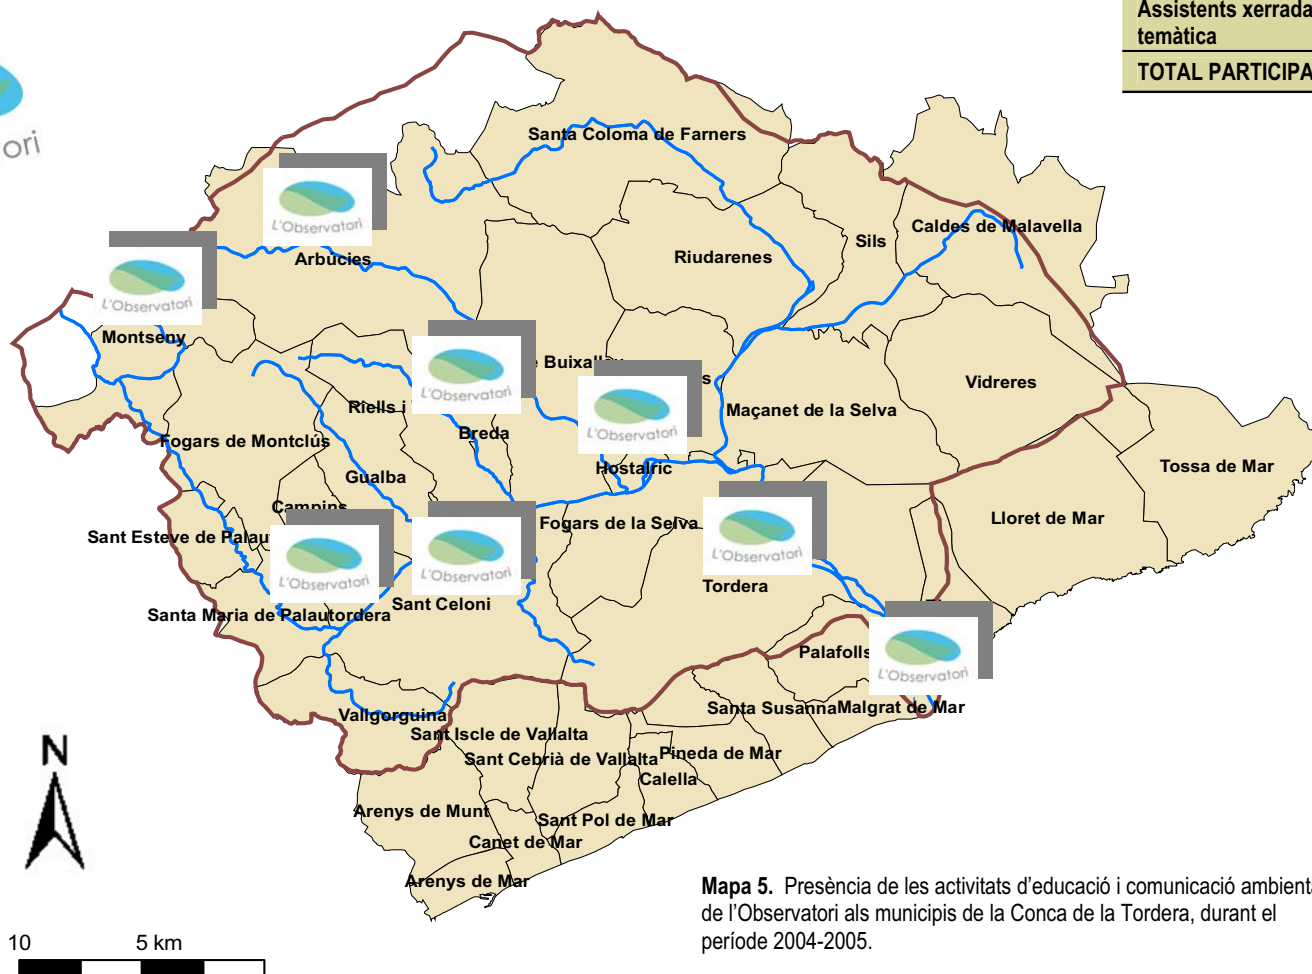 Assistents xerrada
temàtica
TOTAL PARTICIPA
ori
Santa Coloma de Farners
L'Observatori
Arbúcies
Riudarenes
Sils
Caldes de Malavella
L'Observatori
Montseny
L'Observatori
Buixalleu
L'Observatori
s
Vidreres
Riells i
Breda
Maçanet de la Selva
Fogars de Montclús
Gualba
Hostalric
Tossa de Mar
Campins
Sant Esteve de Palau
L'Observatori
L'Observatori
Fogars de la Selva
L'Observatori
Lloret de Mar
Santa Maria de Palautordera
Sant Celoni
Tordera
Palafolls
L'Observatori
Vallgorguina
Santa Susanna
Malgrat de Mar
Sant Iscle de Vallalta
Sant Cebrià de Vallalta
Pineda de Mar
Calella
Arenys de Munt
Sant Pol de Mar
Canet de Mar
Arenys de Mar
N
10 5 km
Mapa 5. Presència de les activitats d'educació i comunicació ambient
de l'Observatori als municipis de la Conca de la Tordera, durant el
període 2004-2005.